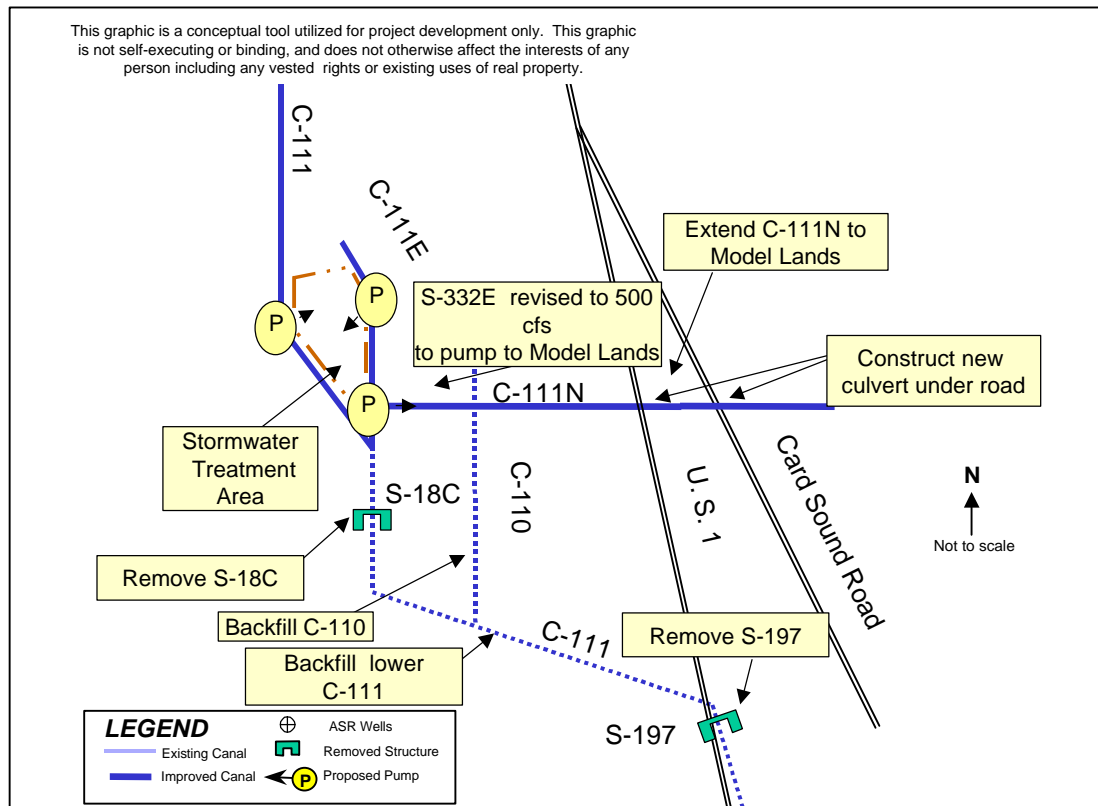 This graphic is a conceptual tool utilized for project development only. This graphic
is not self-executing or binding, and does not otherwise affect the interests of any
person including any vested rights or existing uses of real property.
C-111
C-111E
Extend C-111N to
Model Lands
S-332E revised to 500
cfs
to pump to Model Lands
P
P
Construct new
culvert under road
P
C-111N
Stormwater
Treatment
Area
C-110
S-18C
U. S. 1
Card Sound Road
N
Not to scale
Remove S-18C
Backfill C-110
C-111
Remove S-197
Backfill lower
C-111
S-197
LEGEND
ASR Wells
Existing Canal
Removed Structure
Improved Canal
P
Proposed Pump